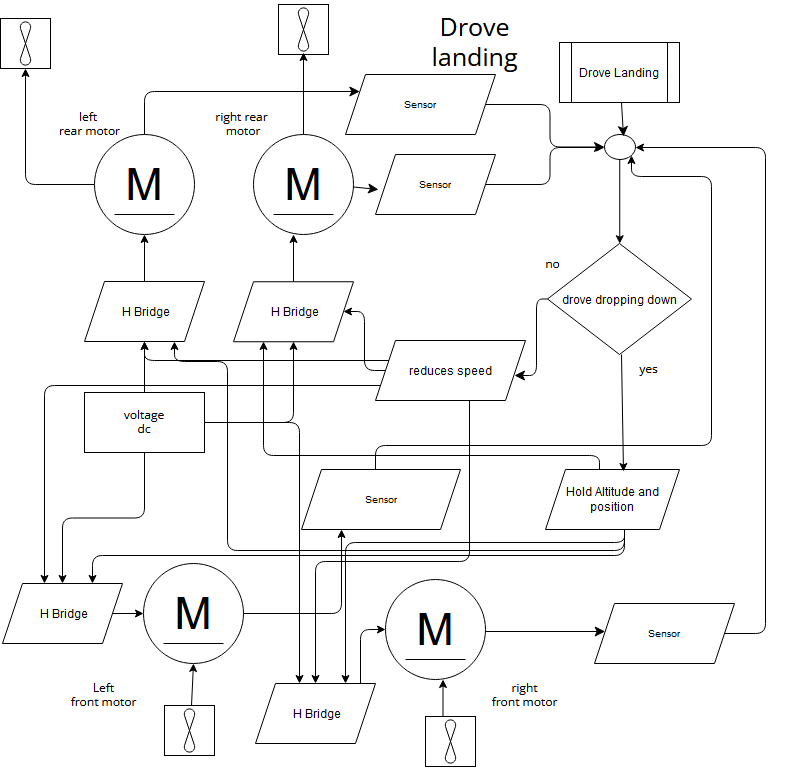 Drove
landing
Drove Landing
Sensor
left
rear motor
right rear
motor
M
M
Sensor
no
drove dropping down
H Bridge
H Bridge
reduces speed
yes
voltage
dc
Sensor
Hold Altitude and
position
H Bridge
M
M
Sensor
Left
front motor
right
front motor
H Bridge